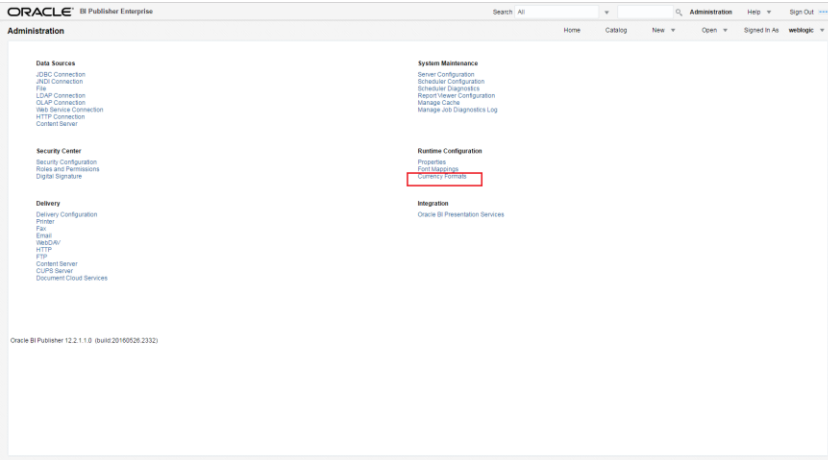 ORACLE BI Publisher Enterprise Search All Administration Help Sign Out
Administration Home Catalog New Open Signed In As weblogic
Data Sources
JDBC Connection
JNDI Connection
File
LDAP Connection
OLAP Connection
Web Service Connection
HTTP Connection
Content Server
System Maintenance
Server Configuration
Scheduler Configuration
Scheduler Diagnostics
Report Viewer Configuration
Manage Cache
Manage Job Diagnostics Log
Security Center
Security Configuration
Roles and Permissions
Digital Signature
Runtime Configuration
Properties
Font Mappings
Currency Formats
Delivery
Delivery Configuration
Printer
Fax
Email
WebDAV
HTTP
FTP
Content Server
CUPS Server
Document Cloud Services
Integration
Oracle BI Presentation Services
Oracle BI Publisher 12.2.1.1.0 (build:20160526.2332)